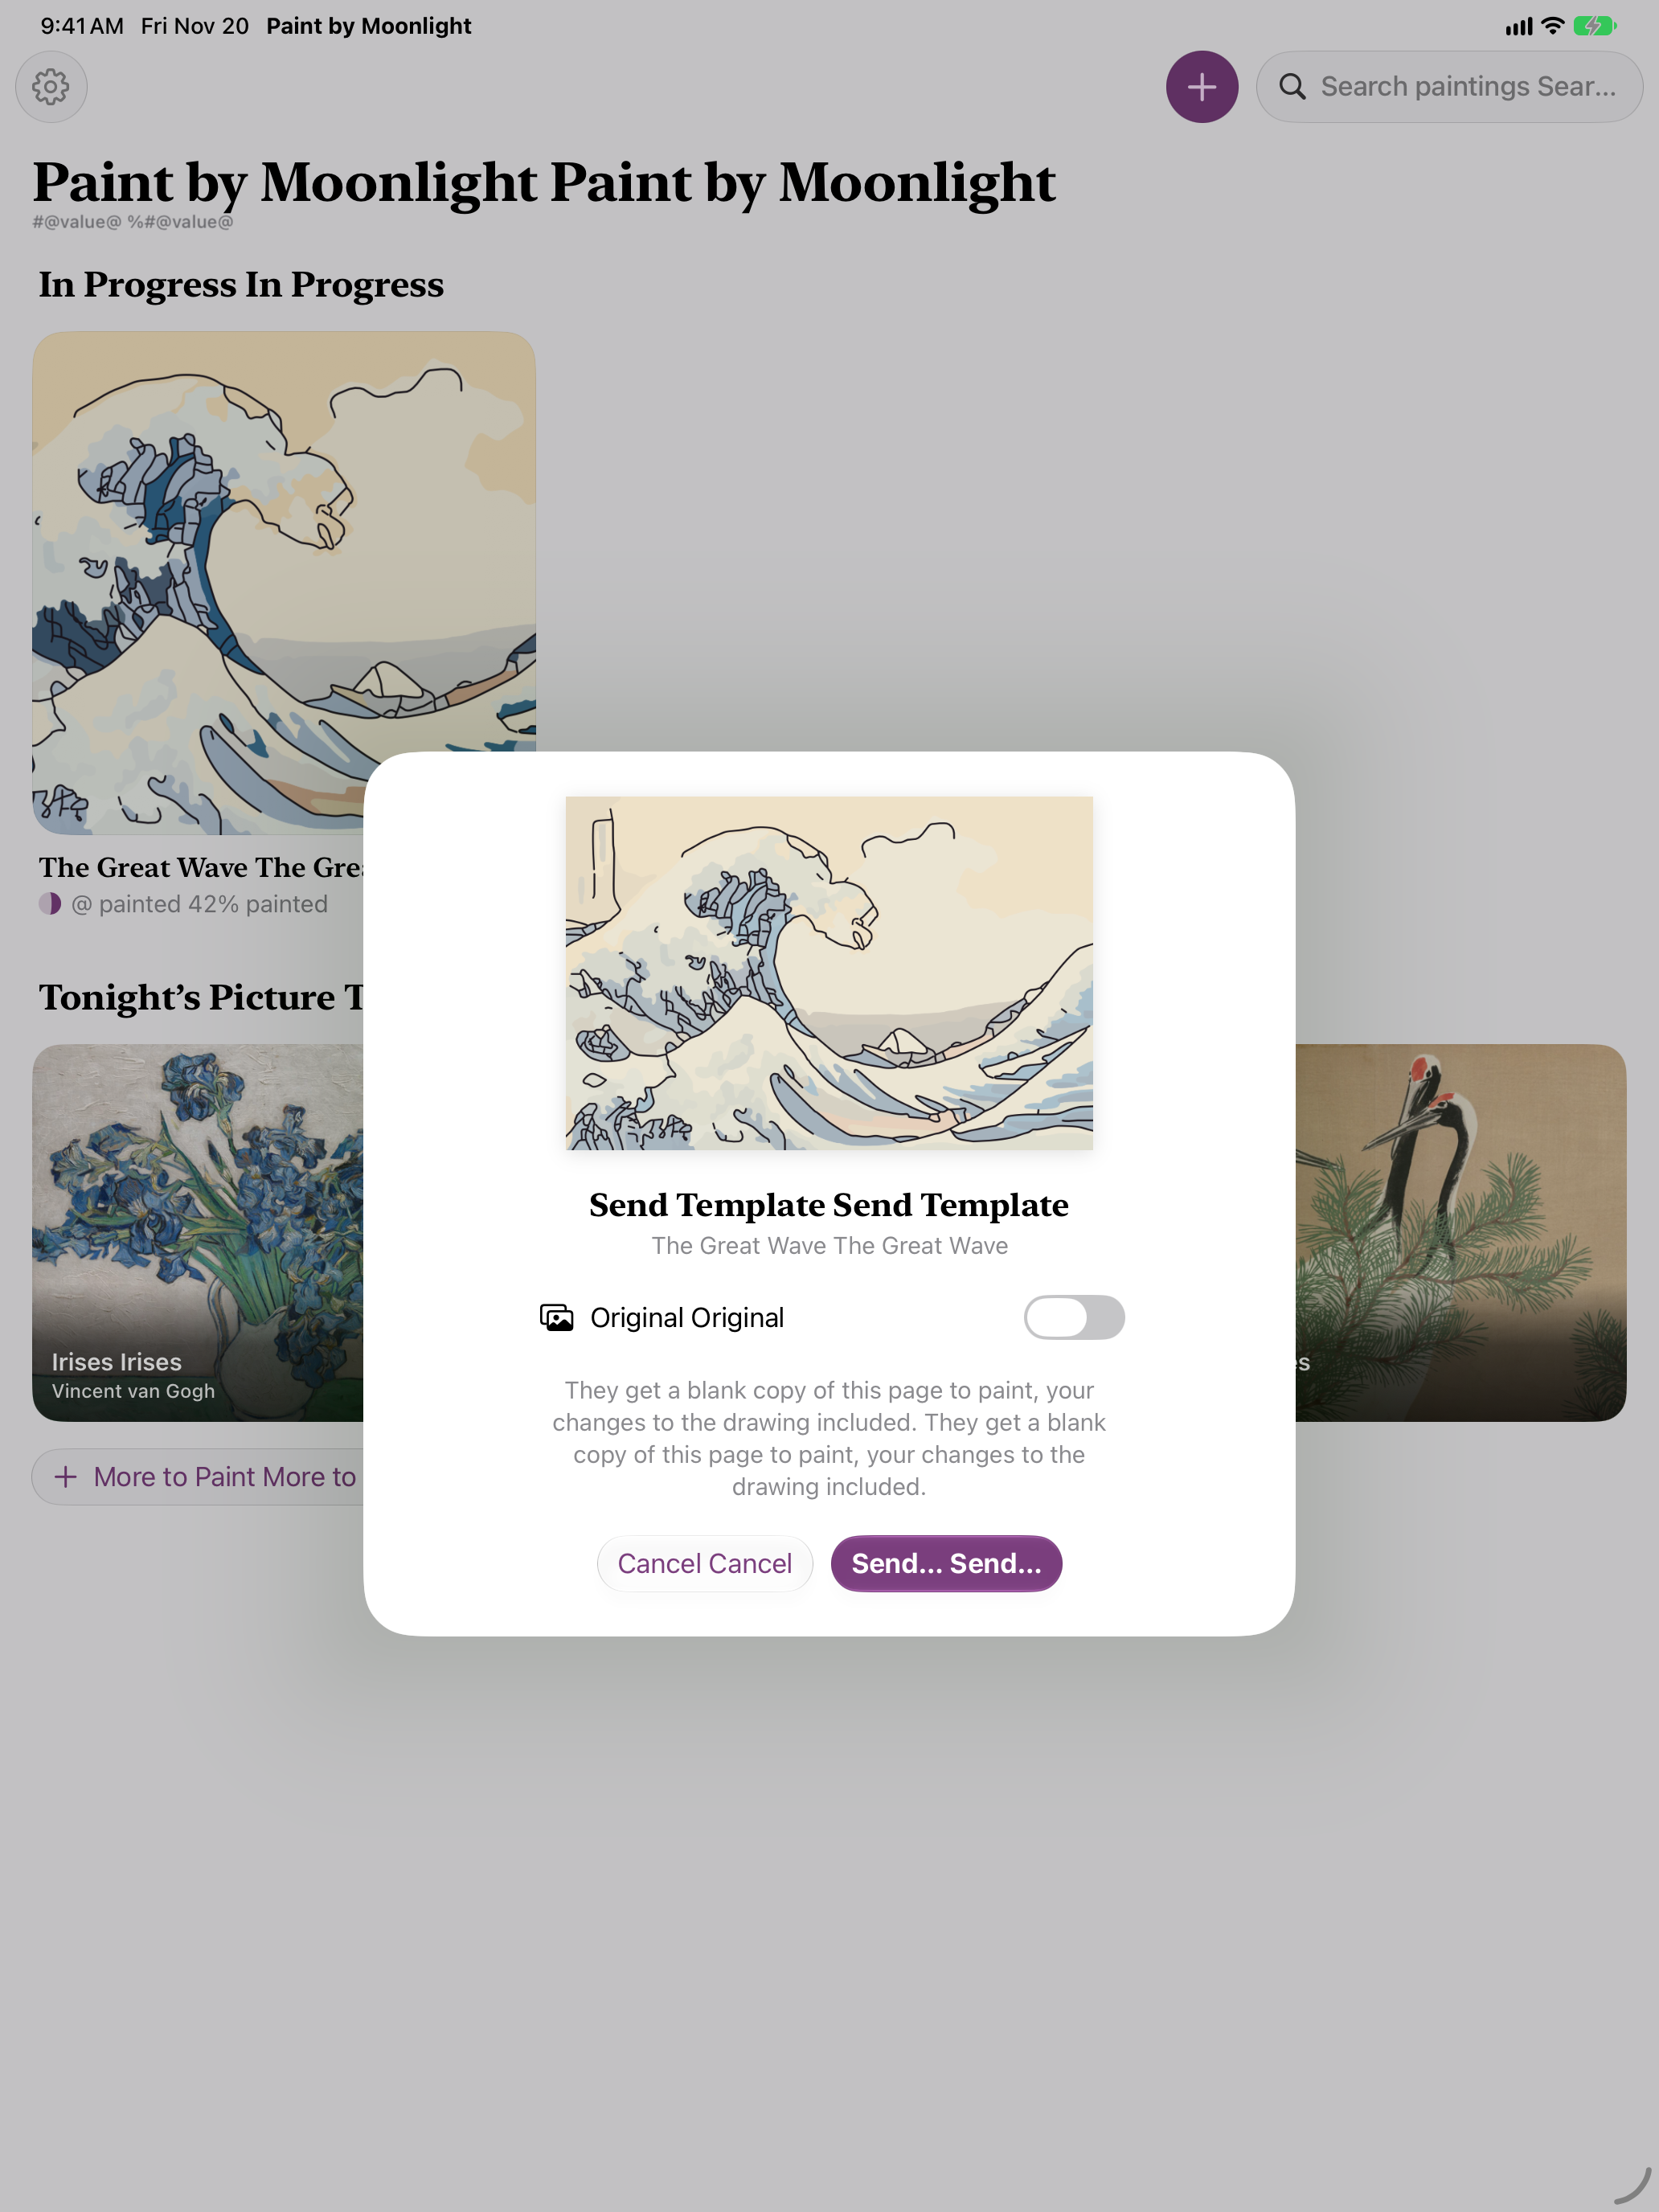 9:41 AM Fri Nov 20 Paint by Moonlight
Search paintings Sear...
Paint by Moonlight Paint by Moonlight
#@value@ %#@value@
In Progress In Progress
The Great Wave The Grea
@ painted 42% painted
Tonight’s Picture T
Irises Irises
Vincent van Gogh
es
More to Paint More to
Send Template Send Template
The Great Wave The Great Wave
Original Original
They get a blank copy of this page to paint, your
changes to the drawing included. They get a blank
copy of this page to paint, your changes to the
drawing included.
Cancel Cancel
Send... Send...